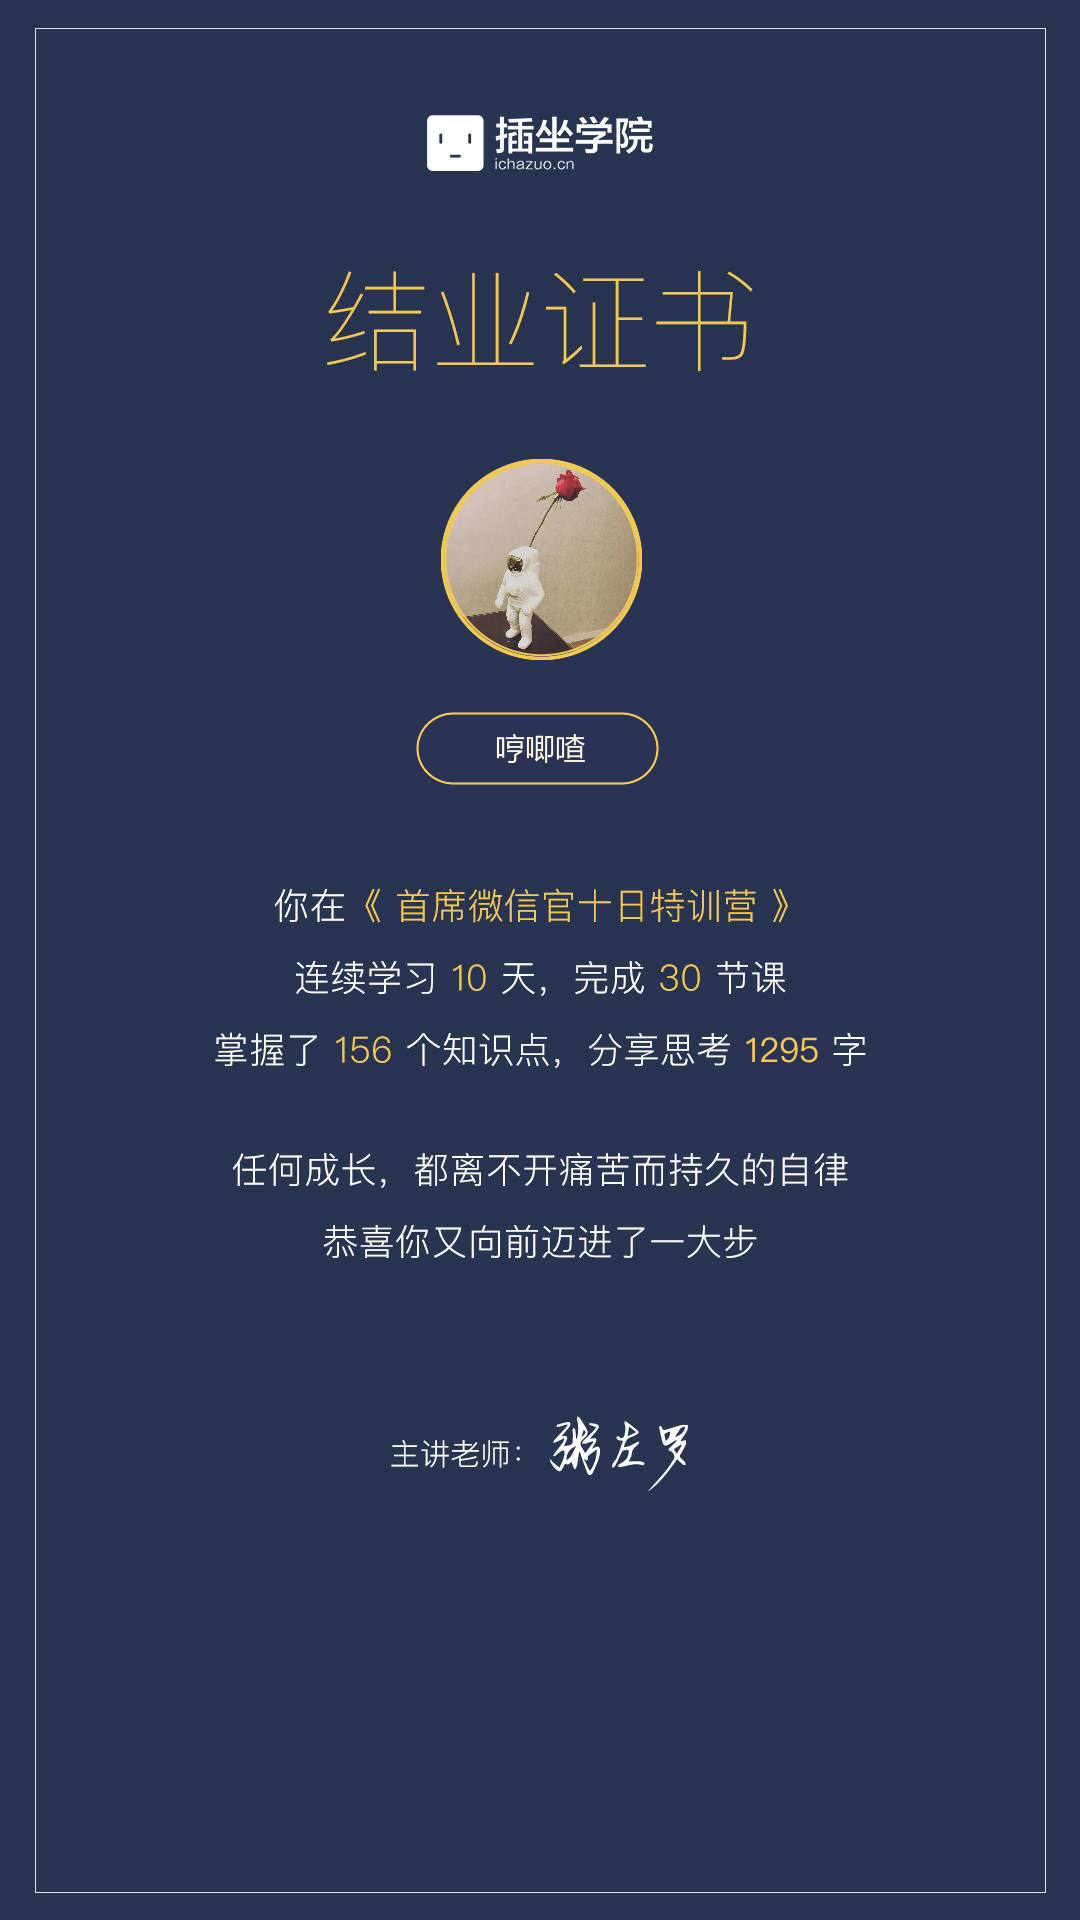 插坐学院
ichazuo.cn
结业证书
哼唧喳
你在《 首席微信官十日特训营 》
连续学习 10 天，完成 30 节课
掌握了 156 个知识点，分享思考 1295 字
任何成长，都离不开痛苦而持久的自律
恭喜你又向前迈进了一大步
主讲老师：粥左罗